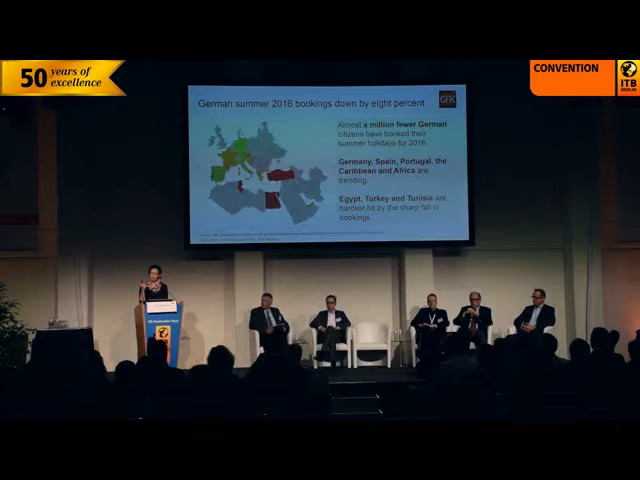 50 years of
excellence
CONVENTION
ITB
BERLIN
German summer 2016 bookings down by eight percent
GFK
Almost a million fewer German
citizens have booked their
summer holidays for 2016.
Germany, Spain, Portugal, the
Caribbean and Africa are
trending.
Egypt, Turkey and Tunisia are
hardest hit by the sharp fall in
bookings.